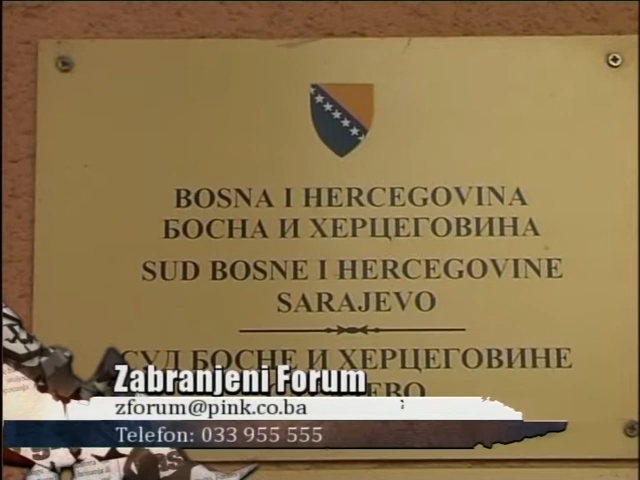 BOSNA I HERCEGOVINA
БОСНА И ХЕРЦЕГОВИНА
SUD BOSNE I HERCEGOVINE
SARAJEVO
СУД БОСНЕ И ХЕРЦЕГОВИНЕ
Zabranjeni Forum
zforum@pink.co.ba
Telefon: 033 955 555